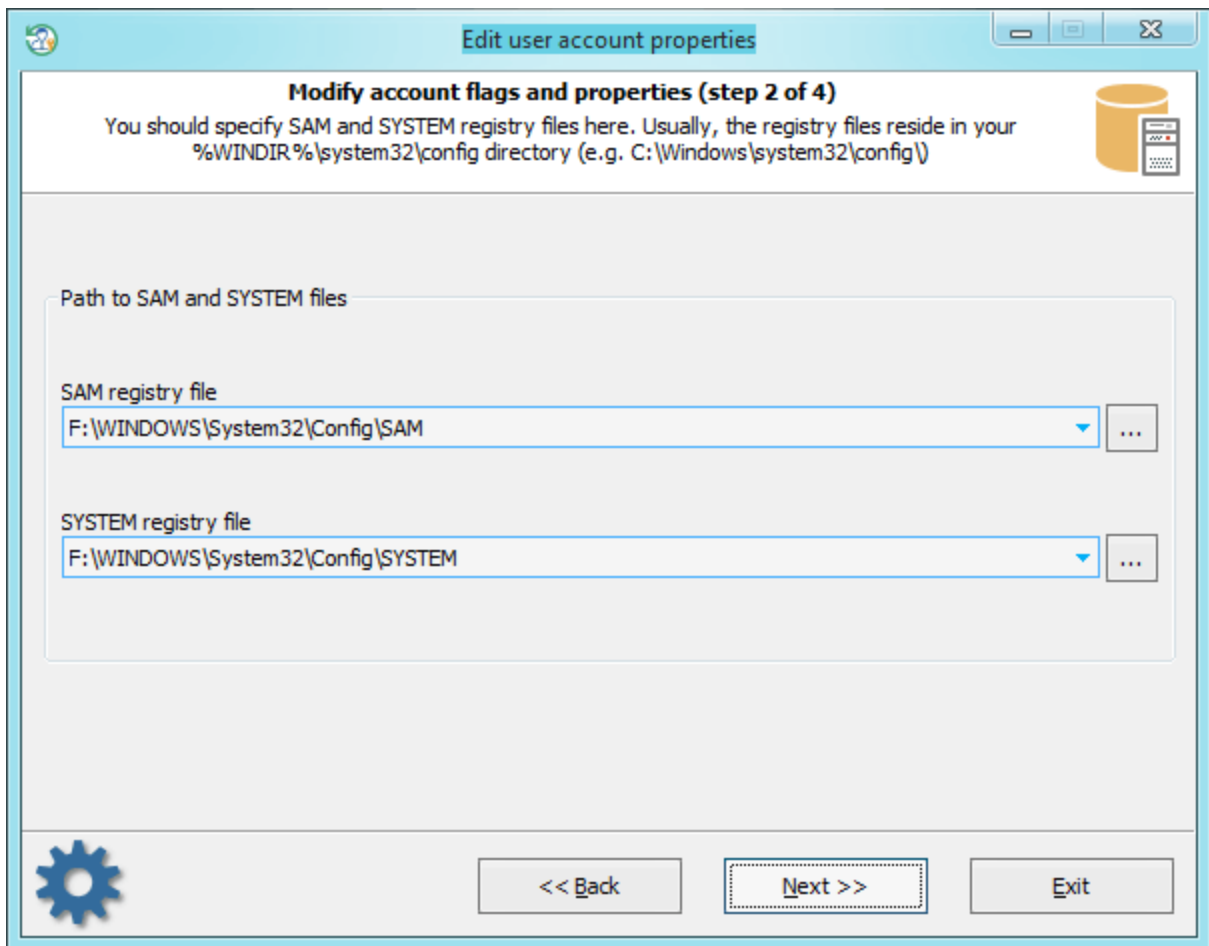 Edit user account properties
Modify account flags and properties (step 2 of 4)
You should specify SAM and SYSTEM registry files here. Usually, the registry files reside in your
%WINDIR%\system32\config directory (e.g. C:\Windows\system32\config\)
Path to SAM and SYSTEM files
SAM registry file
F:\WINDOWS\System32\Config\SAM
...
SYSTEM registry file
F:\WINDOWS\System32\Config\SYSTEM
...
<< Back
Next >>
Exit